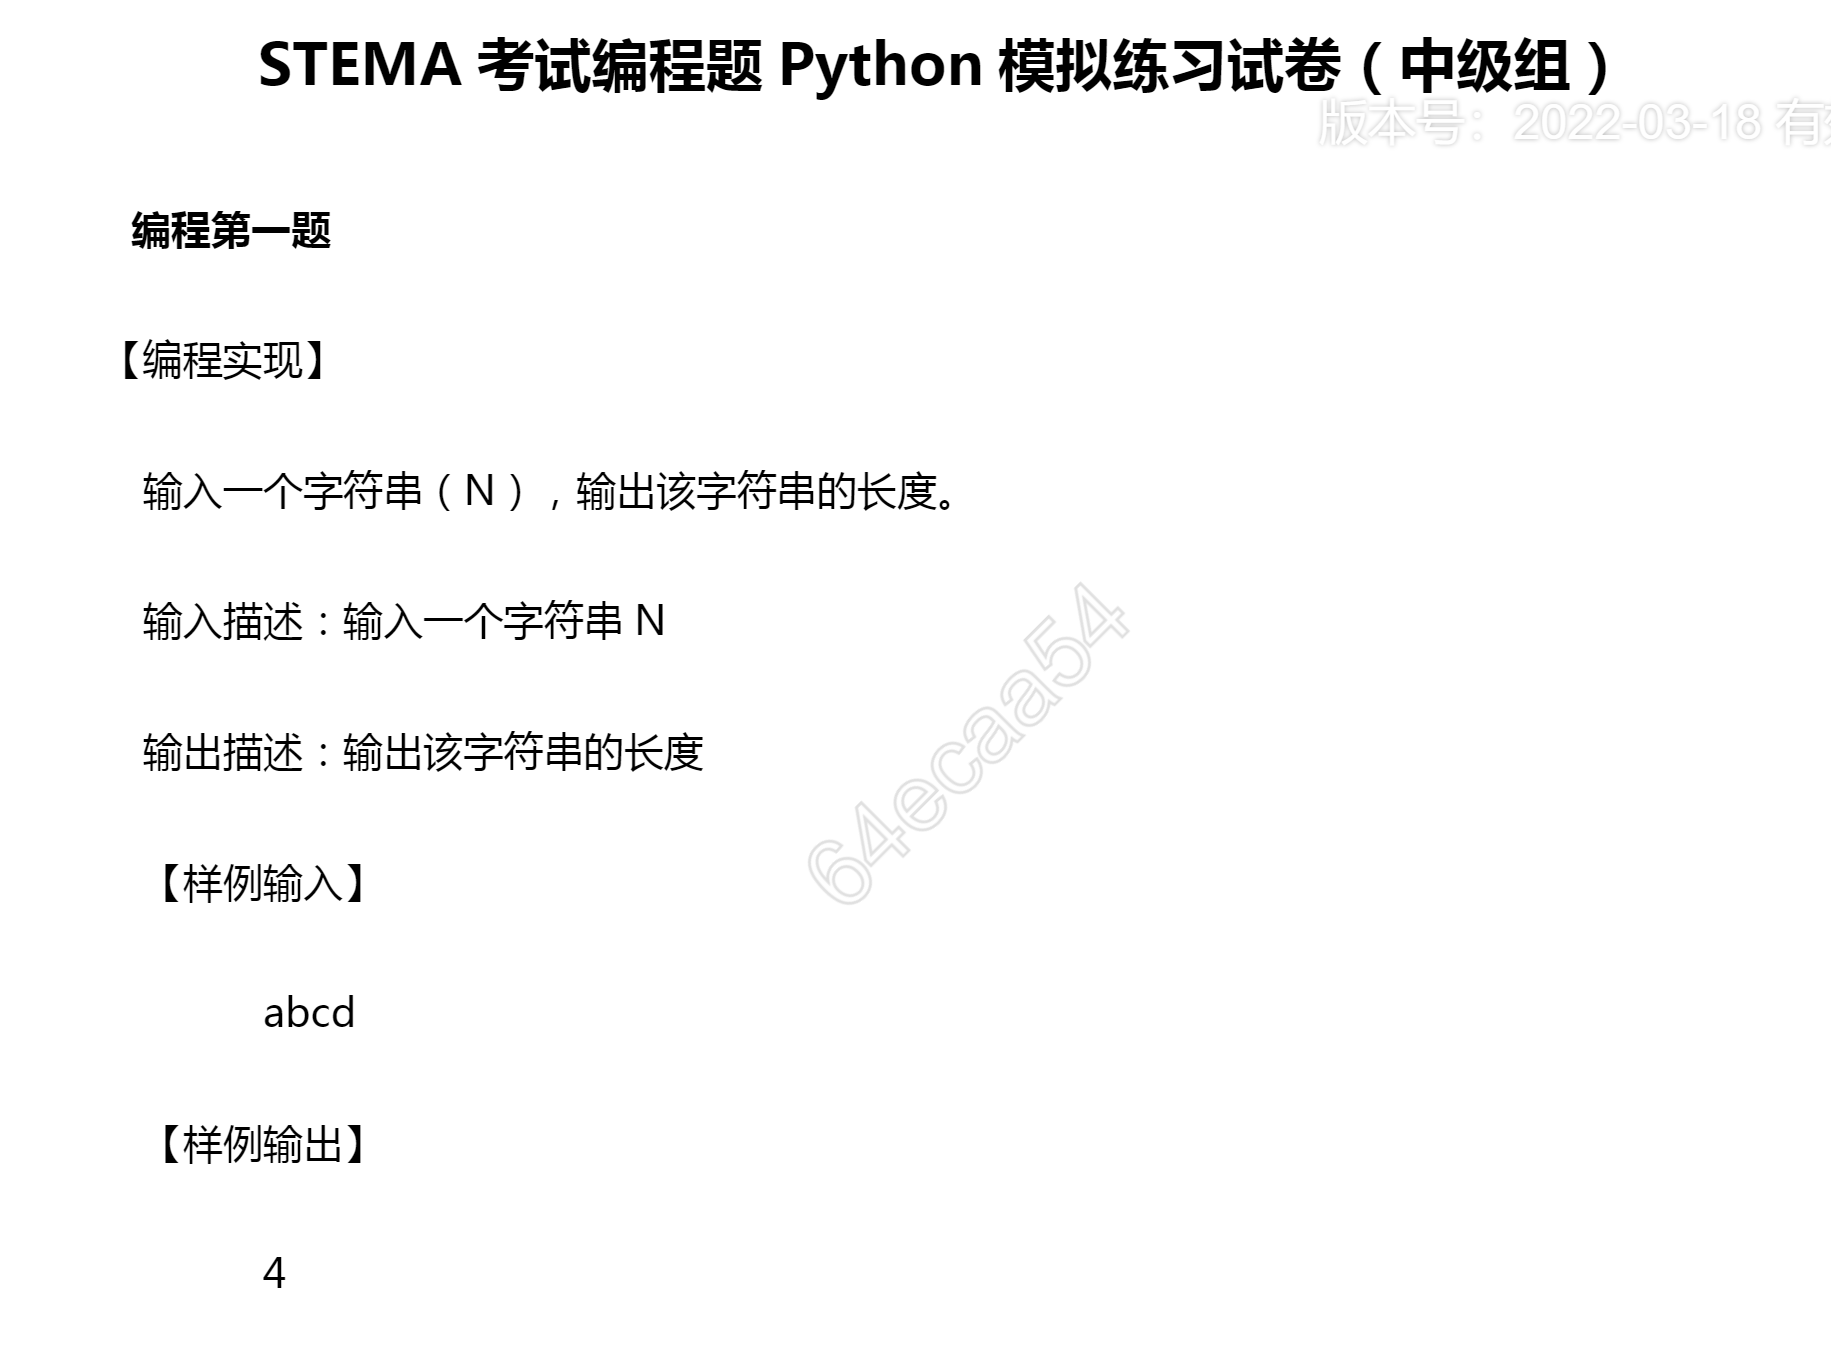 STEMA 考试编程题 Python 模拟练习试卷（中级组）
版本号：2022-03-18 有
编程第一题
【编程实现】
输入一个字符串（N），输出该字符串的长度。
输入描述：输入一个字符串 N
输出描述：输出该字符串的长度
64ecaa54
【样例输入】
abcd
【样例输出】
4